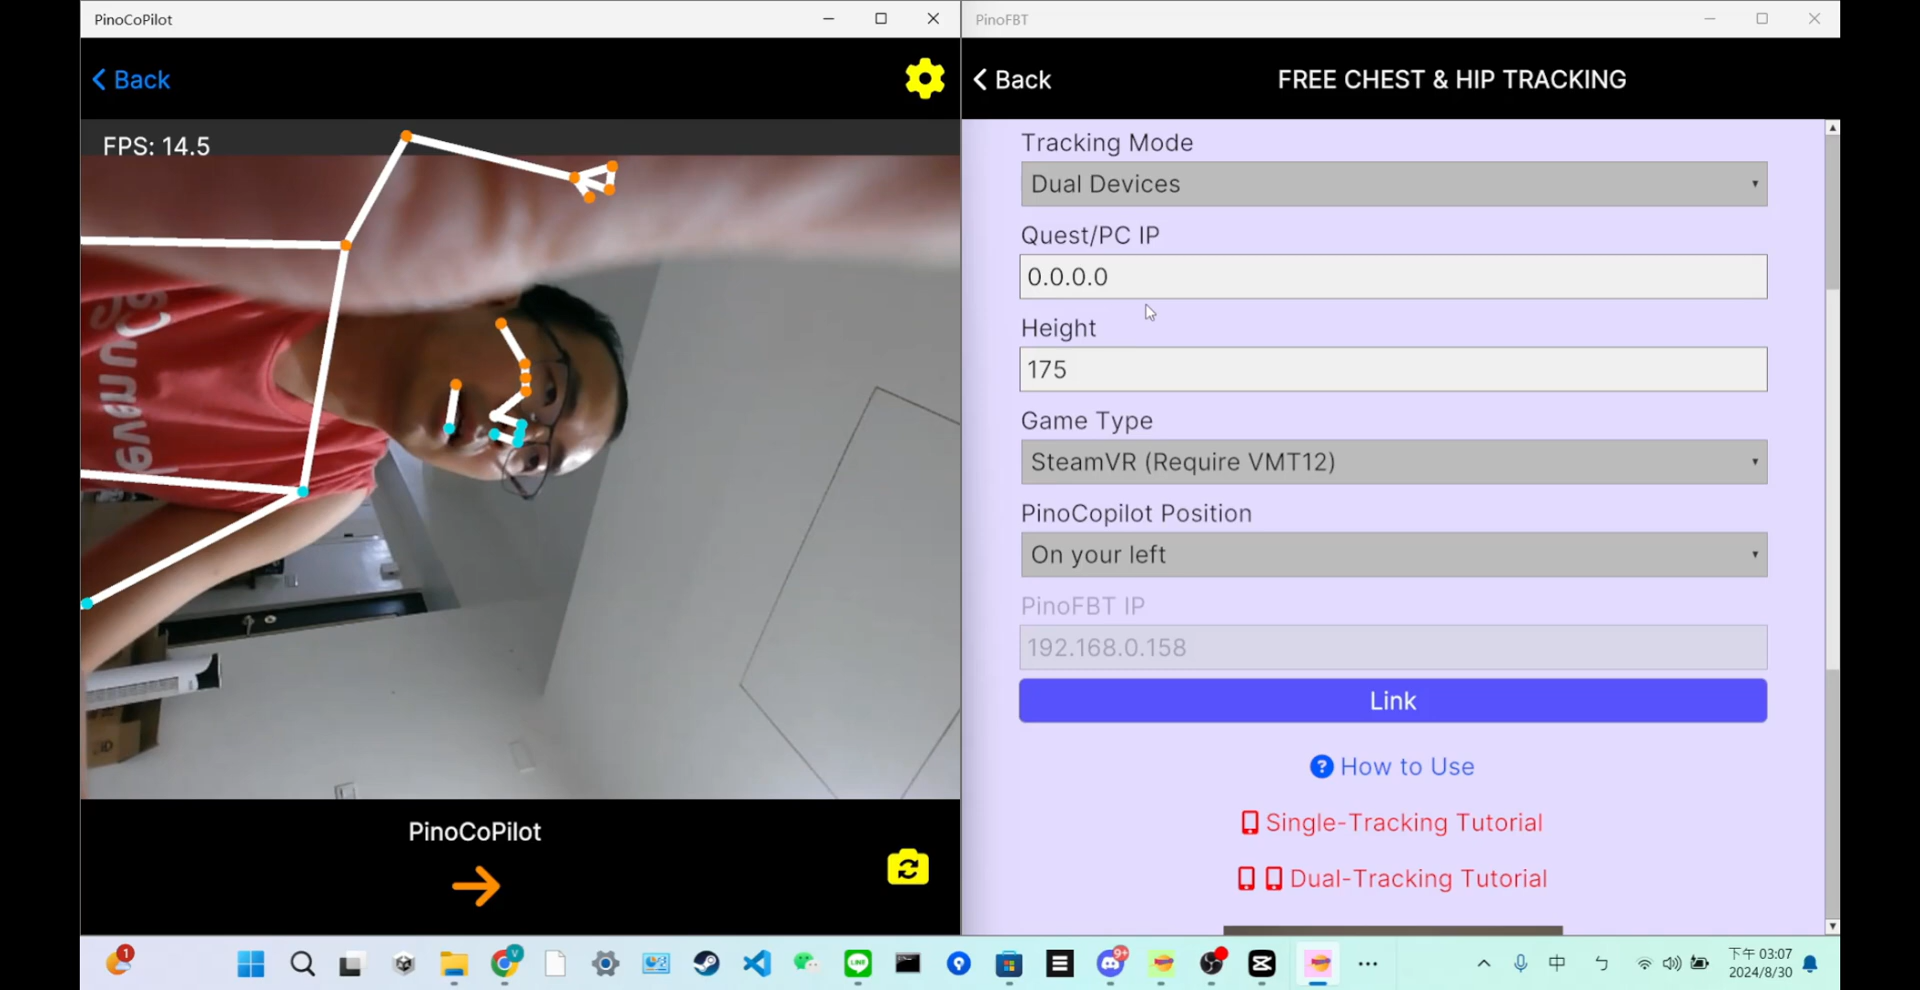 PinoCoPilot
Back
FPS: 14.5
PinoCoPilot
PinoFBT
Back
FREE CHEST & HIP TRACKING
Tracking Mode
Dual Devices
Quest/PC IP
0.0.0.0
Height
175
Game Type
SteamVR (Require VMT12)
PinoCopilot Position
On your left
PinoFBT IP
192.168.0.158
Link
? How to Use
Single-Tracking Tutorial
Dual-Tracking Tutorial
1
V
LINE
9+
中
ㄅ
下午 03:07
2024/8/30